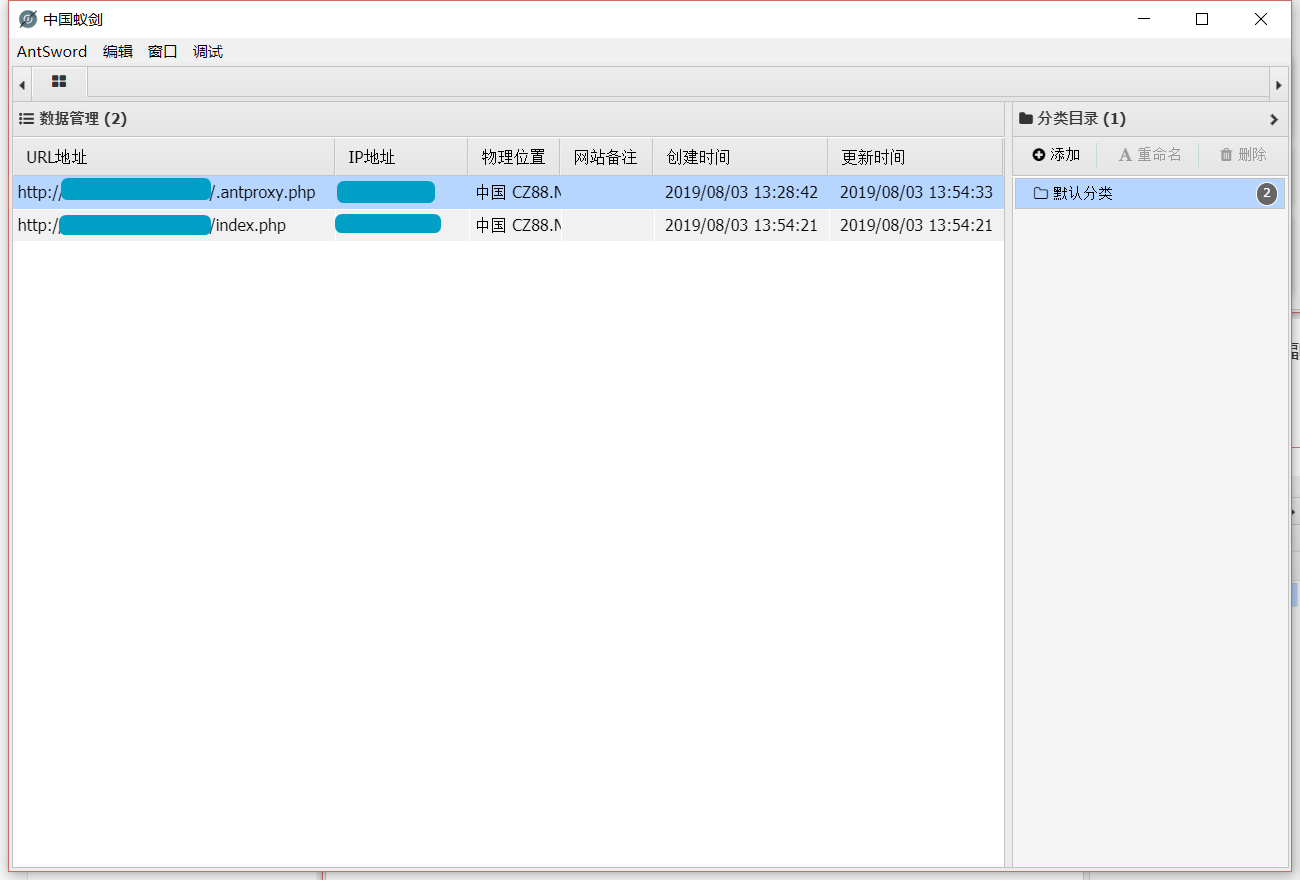 中国蚁剑
AntSword 编辑 窗口 调试
数据管理 (2)
URL地址 IP地址 物理位置 网站备注 创建时间 更新时间
http:/ /.antproxy.php 中国 CZ88.N 2019/08/03 13:28:42 2019/08/03 13:54:33
http:/ /index.php 中国 CZ88.N 2019/08/03 13:54:21 2019/08/03 13:54:21
分类目录 (1)
添加 A 重命名 删除
默认分类 2